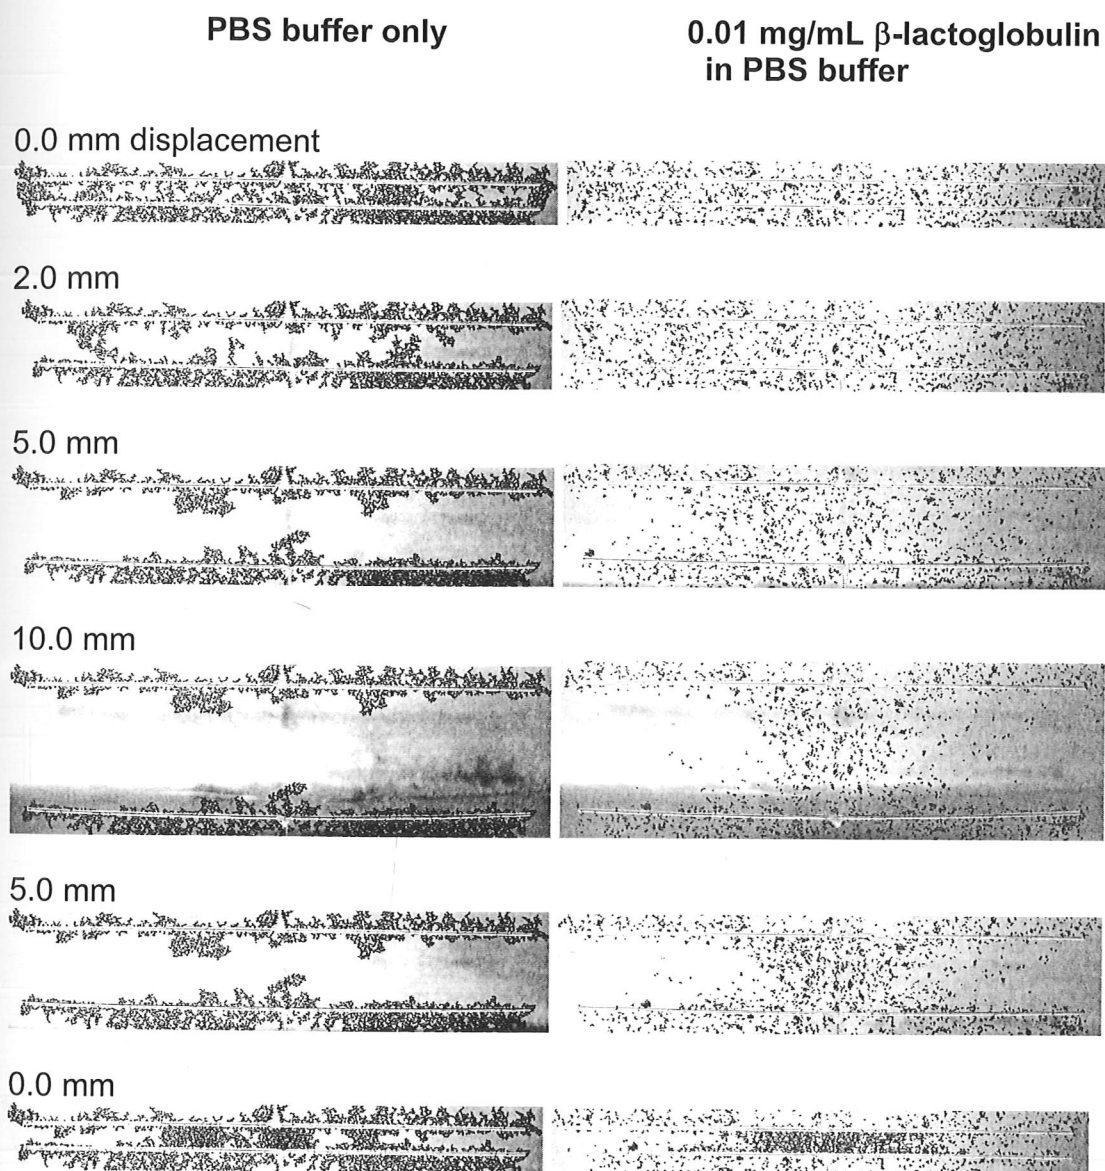 PBS buffer only
0.01 mg/mL β-lactoglobulin
in PBS buffer
0.0 mm displacement
2.0 mm
5.0 mm
10.0 mm
5.0 mm
0.0 mm